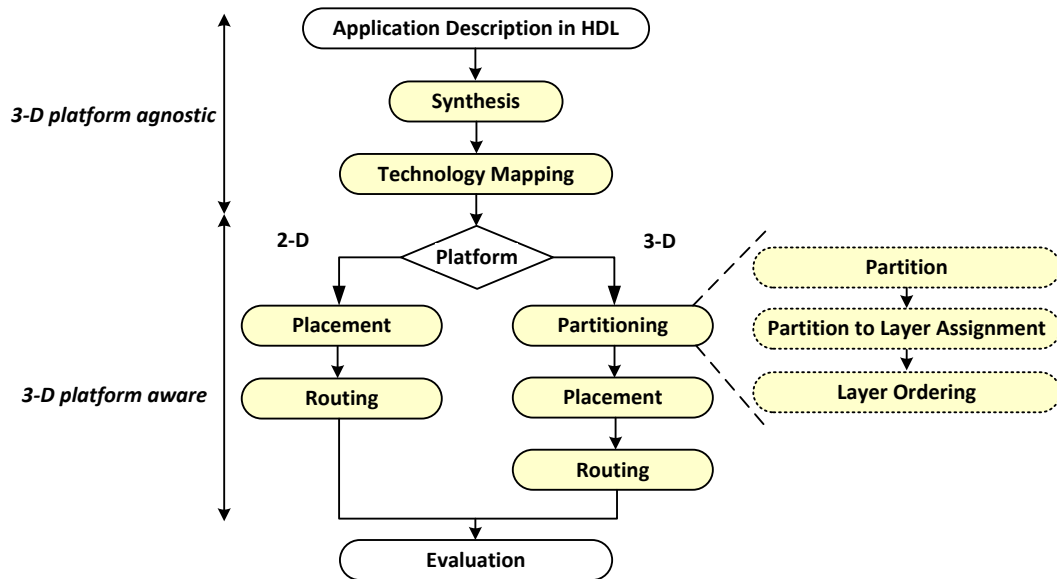 Application Description in HDL
Synthesis
3-D platform agnostic
Technology Mapping
2-D
3-D
Platform
Partition
Placement
Partitioning
Partition to Layer Assignment
3-D platform aware
Routing
Placement
Layer Ordering
Routing
Evaluation